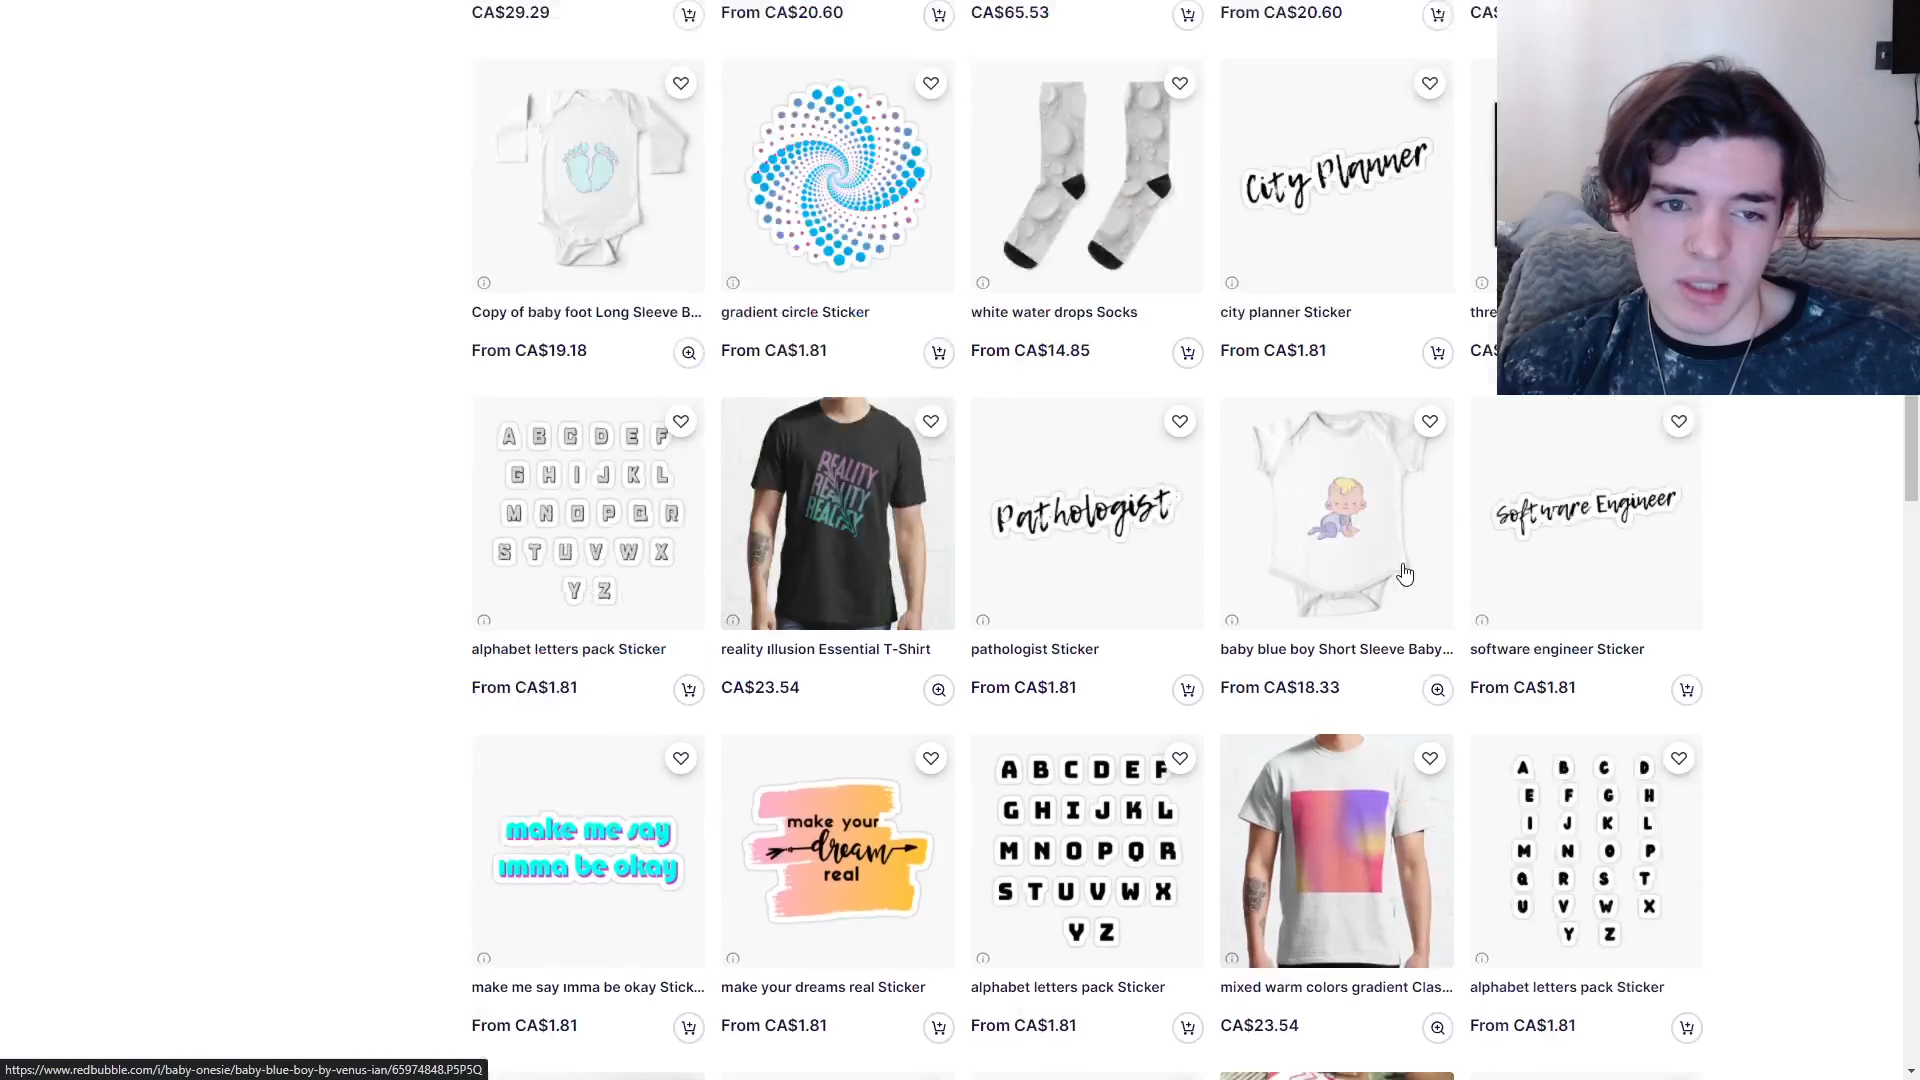 CA$29.29
From CA$20.60
CA$65.53
From CA$20.60
CA$
City Planner
Copy of baby foot Long Sleeve B...
gradient circle Sticker
white water drops Socks
city planner Sticker
thre
From CA$19.18
From CA$1.81
From CA$14.85
From CA$1.81
CA$
A B C D E F
G H I J K L
M N O P Q R
S T U V W X
Y Z
REALITY
REALITY
REALITY
Pathologist
Software Engineer
alphabet letters pack Sticker
reality ıllusion Essential T-Shirt
pathologist Sticker
baby blue boy Short Sleeve Baby...
software engineer Sticker
From CA$1.81
CA$23.54
From CA$1.81
From CA$18.33
From CA$1.81
make me say
ımma be okay
make your
dream
real
A B C D E F
G H I J K L
M N O P Q R
S T U V W X
Y Z
A B C D
E F G H
I J K L
M N O P
Q R S T
U V W X
Y Z
make me say ımma be okay Stick...
make your dreams real Sticker
alphabet letters pack Sticker
mixed warm colors gradient Clas...
alphabet letters pack Sticker
From CA$1.81
From CA$1.81
From CA$1.81
CA$23.54
From CA$1.81
https://www.redbubble.com/i/baby-onesie/baby-blue-boy-by-venus-ian/65974848.P5P5Q